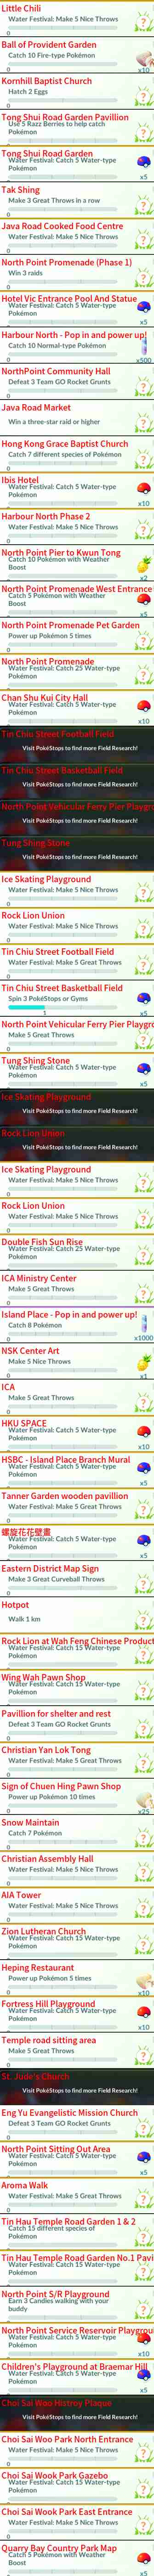 Little Chili
Water Festival: Make 5 Nice Throws
0
Ball of Provident Garden
Catch 10 Fire-type Pokémon
0
x10
Kornhill Baptist Church
Hatch 2 Eggs
0
Tong Shui Road Garden Pavillion
Use 5 Razz Berries to help catch
Pokémon
Tong Shui Road Garden
Water Festival: Catch 5 Water-type
Pokémon
x5
Tak Shing
Make 3 Great Throws in a row
0
Java Road Cooked Food Centre
Water Festival: Make 5 Nice Throws
0
North Point Promenade (Phase 1)
Win 3 raids
0
Hotel Vic Entrance Pool And Statue
Water Festival: Catch 5 Water-type
Pokémon
x5
Harbour North - Pop in and power up!
Catch 10 Normal-type Pokémon
0
x500
NorthPoint Community Hall
Defeat 3 Team GO Rocket Grunts
0
Java Road Market
Win a three-star raid or higher
0
Hong Kong Grace Baptist Church
Catch 7 different species of Pokémon
0
Ibis Hotel
Water Festival: Catch 5 Water-type
Pokémon
x10
Harbour North Phase 2
Water Festival: Make 5 Nice Throws
0
North Point Pier to Kwun Tong
Catch 10 Pokémon with Weather
Boost
x2
North Point Promenade West Entrance
Catch 5 Pokémon with Weather
Boost
x5
North Point Promenade Pet Garden
Power up Pokémon 5 times
0
North Point Promenade
Water Festival: Catch 25 Water-type
Pokémon
Chan Shu Kui City Hall
Water Festival: Catch 5 Water-type
Pokémon
x10
Tin Chiu Street Football Field
Visit PokéStops to find more Field Research!
Tin Chiu Street Basketball Field
Visit PokéStops to find more Field Research!
North Point Vehicular Ferry Pier Playgro
Visit PokéStops to find more Field Research!
Tung Shing Stone
Visit PokéStops to find more Field Research!
Ice Skating Playground
Water Festival: Make 5 Nice Throws
0
Rock Lion Union
Water Festival: Make 5 Nice Throws
0
Tin Chiu Street Football Field
Water Festival: Make 5 Great Throws
0
Tin Chiu Street Basketball Field
Spin 3 PokéStops or Gyms
1
x5
North Point Vehicular Ferry Pier Playgro
Make 5 Great Throws
0
Tung Shing Stone
Water Festival: Catch 5 Water-type
Pokémon
x5
Ice Skating Playground
Visit PokéStops to find more Field Research!
Rock Lion Union
Visit PokéStops to find more Field Research!
Ice Skating Playground
Water Festival: Make 5 Nice Throws
0
Rock Lion Union
Water Festival: Make 5 Nice Throws
0
Double Fish Sun Rise
Water Festival: Catch 25 Water-type
Pokémon
ICA Ministry Center
Make 5 Great Throws
0
Island Place - Pop in and power up!
Catch 8 Pokémon
0
x1000
NSK Center Art
Make 5 Nice Throws
0
x1
ICA
Make 5 Great Throws
0
HKU SPACE
Water Festival: Catch 5 Water-type
Pokémon
x10
HSBC - Island Place Branch Mural
Water Festival: Catch 5 Water-type
Pokémon
x5
Tanner Garden wooden pavillion
Water Festival: Make 5 Great Throws
0
螺旋花花壁畫
Water Festival: Catch 5 Water-type
Pokémon
x5
Eastern District Map Sign
Make 3 Great Curveball Throws
0
Hotpot
Walk 1 km
0
Rock Lion at Wah Feng Chinese Product
Water Festival: Catch 15 Water-type
Pokémon
Wing Wah Pawn Shop
Water Festival: Catch 15 Water-type
Pokémon
Pavillion for shelter and rest
Defeat 3 Team GO Rocket Grunts
0
Christian Yan Lok Tong
Water Festival: Make 5 Great Throws
0
Sign of Chuen Hing Pawn Shop
Power up Pokémon 10 times
0
x25
Snow Maintain
Catch 7 Pokémon
0
Christian Assembly Hall
Water Festival: Make 5 Nice Throws
0
AIA Tower
Water Festival: Make 5 Nice Throws
0
Zion Lutheran Church
Water Festival: Catch 15 Water-type
Pokémon
Heping Restaurant
Power up Pokémon 5 times
0
x10
Fortress Hill Playground
Water Festival: Catch 5 Water-type
Pokémon
x10
Temple road sitting area
Make 5 Great Throws
0
St. Jude's Church
Visit PokéStops to find more Field Research!
Eng Yu Evangelistic Mission Church
Defeat 3 Team GO Rocket Grunts
0
North Point Sitting Out Area
Water Festival: Catch 5 Water-type
Pokémon
x5
Aroma Walk
Water Festival: Make 5 Great Throws
0
Tin Hau Temple Road Garden 1 & 2
Catch 15 different species of
Pokémon
Tin Hau Temple Road Garden No.1 Pavi
Water Festival: Catch 15 Water-type
Pokémon
North Point S/R Playground
Earn 3 Candies walking with your
buddy
North Point Service Reservoir Playgrou
Water Festival: Catch 5 Water-type
Pokémon
x10
Children's Playground at Braemar Hill
Water Festival: Catch 5 Water-type
Pokémon
x5
Choi Sai Woo Histroy Plaque
Visit PokéStops to find more Field Research!
Choi Sai Woo Park North Entrance
Water Festival: Make 5 Nice Throws
0
Choi Sai Wook Park Gazebo
Water Festival: Catch 15 Water-type
Pokémon
Choi Sai Wook Park East Entrance
Water Festival: Make 5 Nice Throws
0
Quarry Bay Country Park Map
Catch 5 Pokémon with Weather
Boost
x5